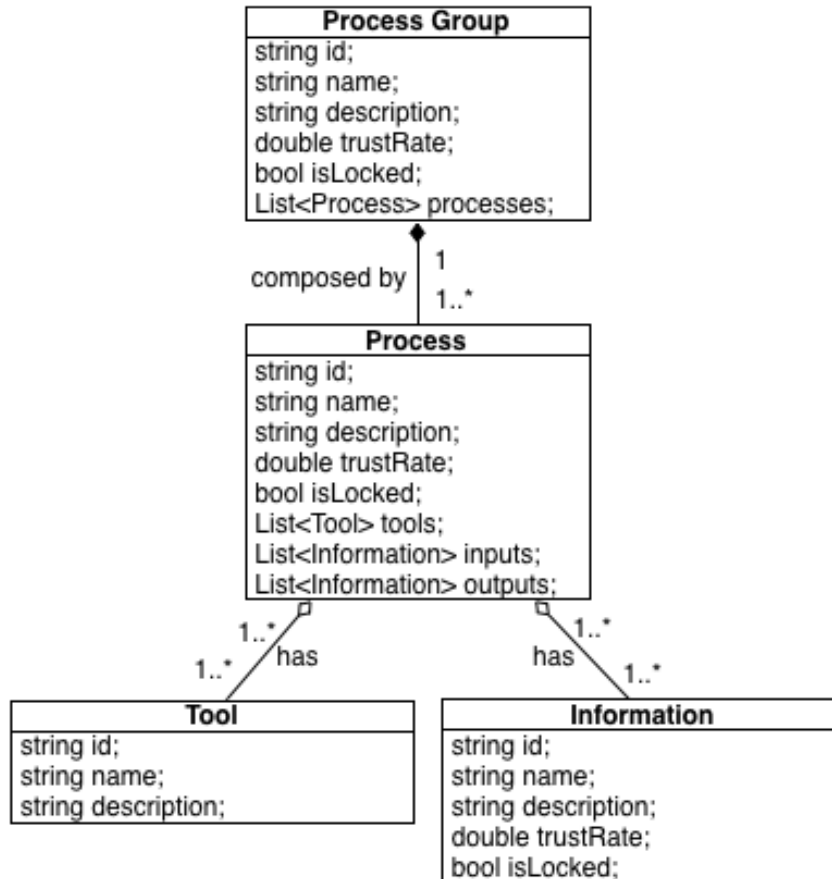 Process Group
string id;
string name;
string description;
double trustRate;
bool isLocked;
List<Process> processes;
1
composed by
1..*
Process
string id;
string name;
string description;
double trustRate;
bool isLocked;
List<Tool> tools;
List<Information> inputs;
List<Information> outputs;
1..*
has
1..*
1..*
has
1..*
Tool
string id;
string name;
string description;
Information
string id;
string name;
string description;
double trustRate;
bool isLocked;